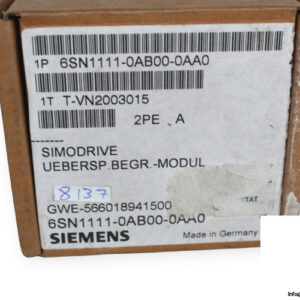 1P 6SN1111-0AB00-0AA0
1T T-VN2003015
2PE A
SIMODRIVE
UEBERSP.BEGR.-MODUL
8137
GWE-566018941500
6SN1111-0AB00-0AA0
SIEMENS
Made in Germany